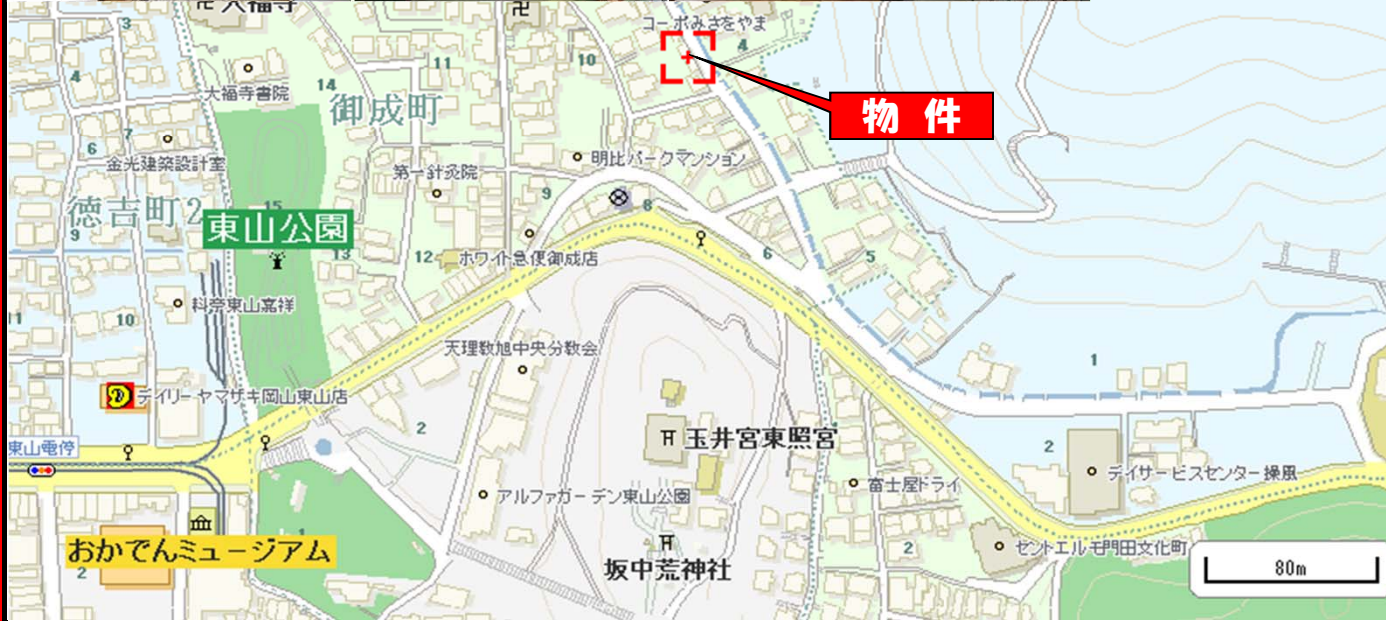 大福寺
3
コーポみさをやま
4
10
11
4
14
大福寺書院
御成町
物件
7
6
金光建築設計室
第一針灸院
明比パークマンション
15
徳吉町2
9
9
8
東山公園
13
12
ホワイト急便御成店
6
5
料亭東山嘉祥
11
10
天理教旭中央分教会
1
デイリーヤマザキ岡山東山店
2
東山電停
玉井宮東照宮
2
デイサービスセンター操風
アルファガーデン東山公園
富士屋ドライ
1
おかでんミュージアム
2
坂中荒神社
2
セントエルモ門田文化町
80m